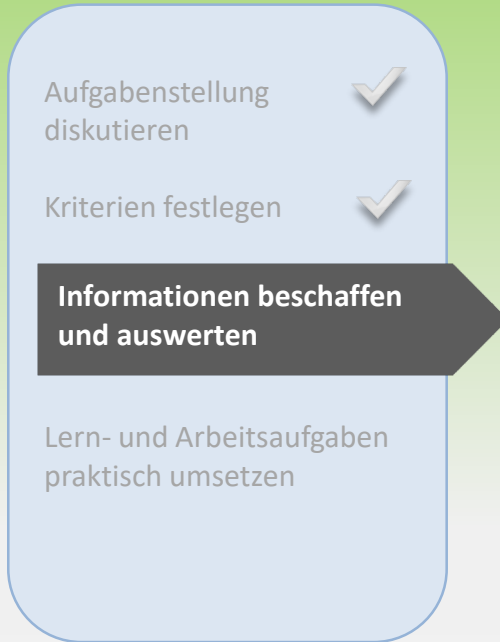 Aufgabenstellung
diskutieren
Kriterien festlegen
Informationen beschaffen
und auswerten
Lern- und Arbeitsaufgaben
praktisch umsetzen